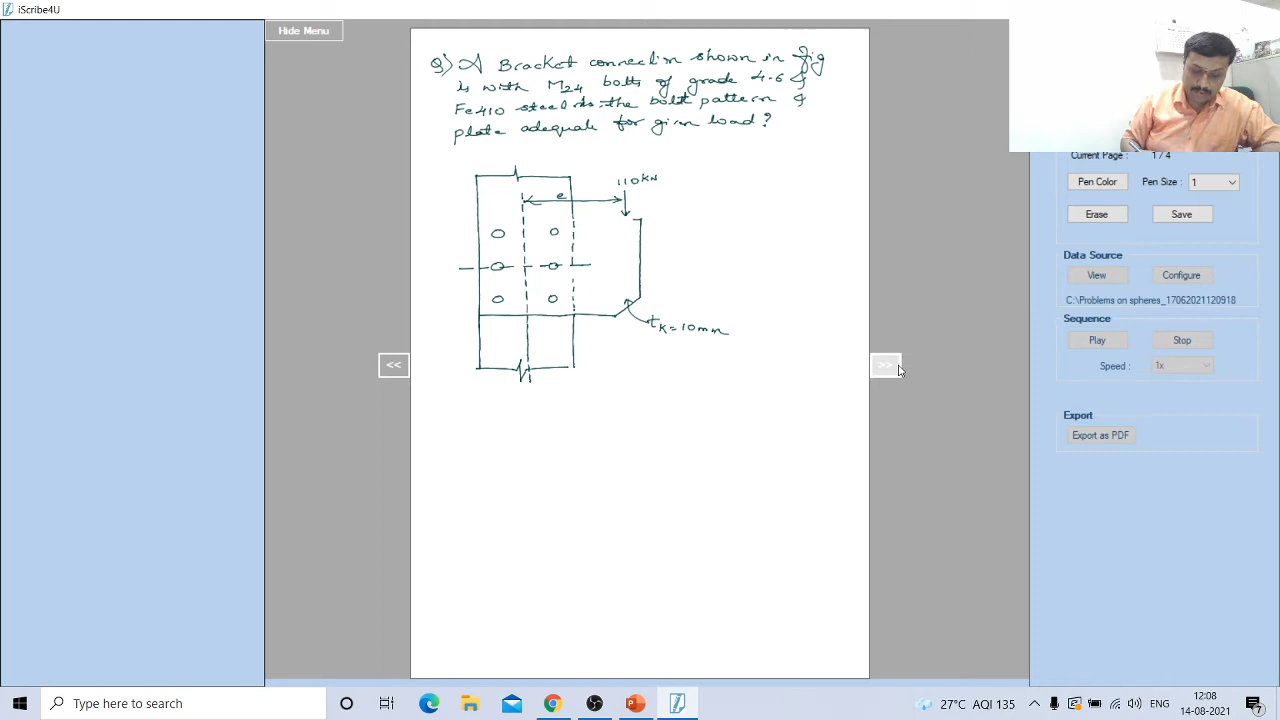 iScribe4U
Hide Menu
Q) A Bracket connection shown in fig
is with M24 bolts of grade 4.6 &
Fe410 steel Is the bolt pattern &
plate adequate for given load?
110kN
e
tk=10mm
<<
>>
Current Page : 1 / 4
Pen Color
Pen Size : 1
Erase
Save
Data Source
View
Configure
C:\Problems on spheres_17062021120918
Sequence
Play
Stop
Speed : 1x
Export
Export as PDF
Type here to search
27°C AQI 135
ENG
12:08
14-08-2021
7